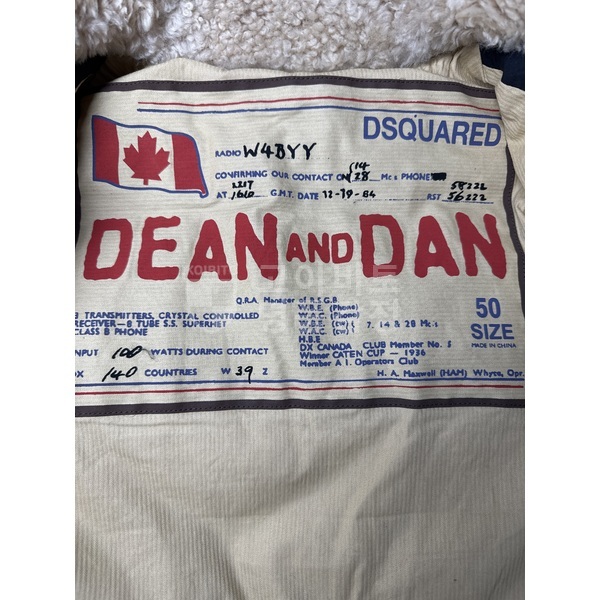 DSQUARED
RADIO W4BYY
14
CONFIRMING OUR CONTACT ON 28 Mc: PHONE
2217 58222
AT 1610 G.M.T. DATE 12-19-84 RST 56222
DEAN AND DAN
Q.R.A. Manager of R.S.G.B.
3 TRANSMITTERS, CRYSTAL CONTROLLED
RECEIVER-8 TUBE S.S. SUPERHET
CLASS B PHONE
W.B.E. (Phone)
W.A.C. (Phone)
W.B.E. (cw)
W.A.C. (cw)
7. 14 & 28 Mc:
H.B.E
DX CANADA CLUB Member No. 5
Winner CATEN CUP - 1936
Member A I. Operators Club
50
SIZE
MADE IN CHINA
INPUT 100 WATTS DURING CONTACT
DX 140 COUNTRIES W 39 Z
H. A. Maxwell (HAM) Whyte, Opr.